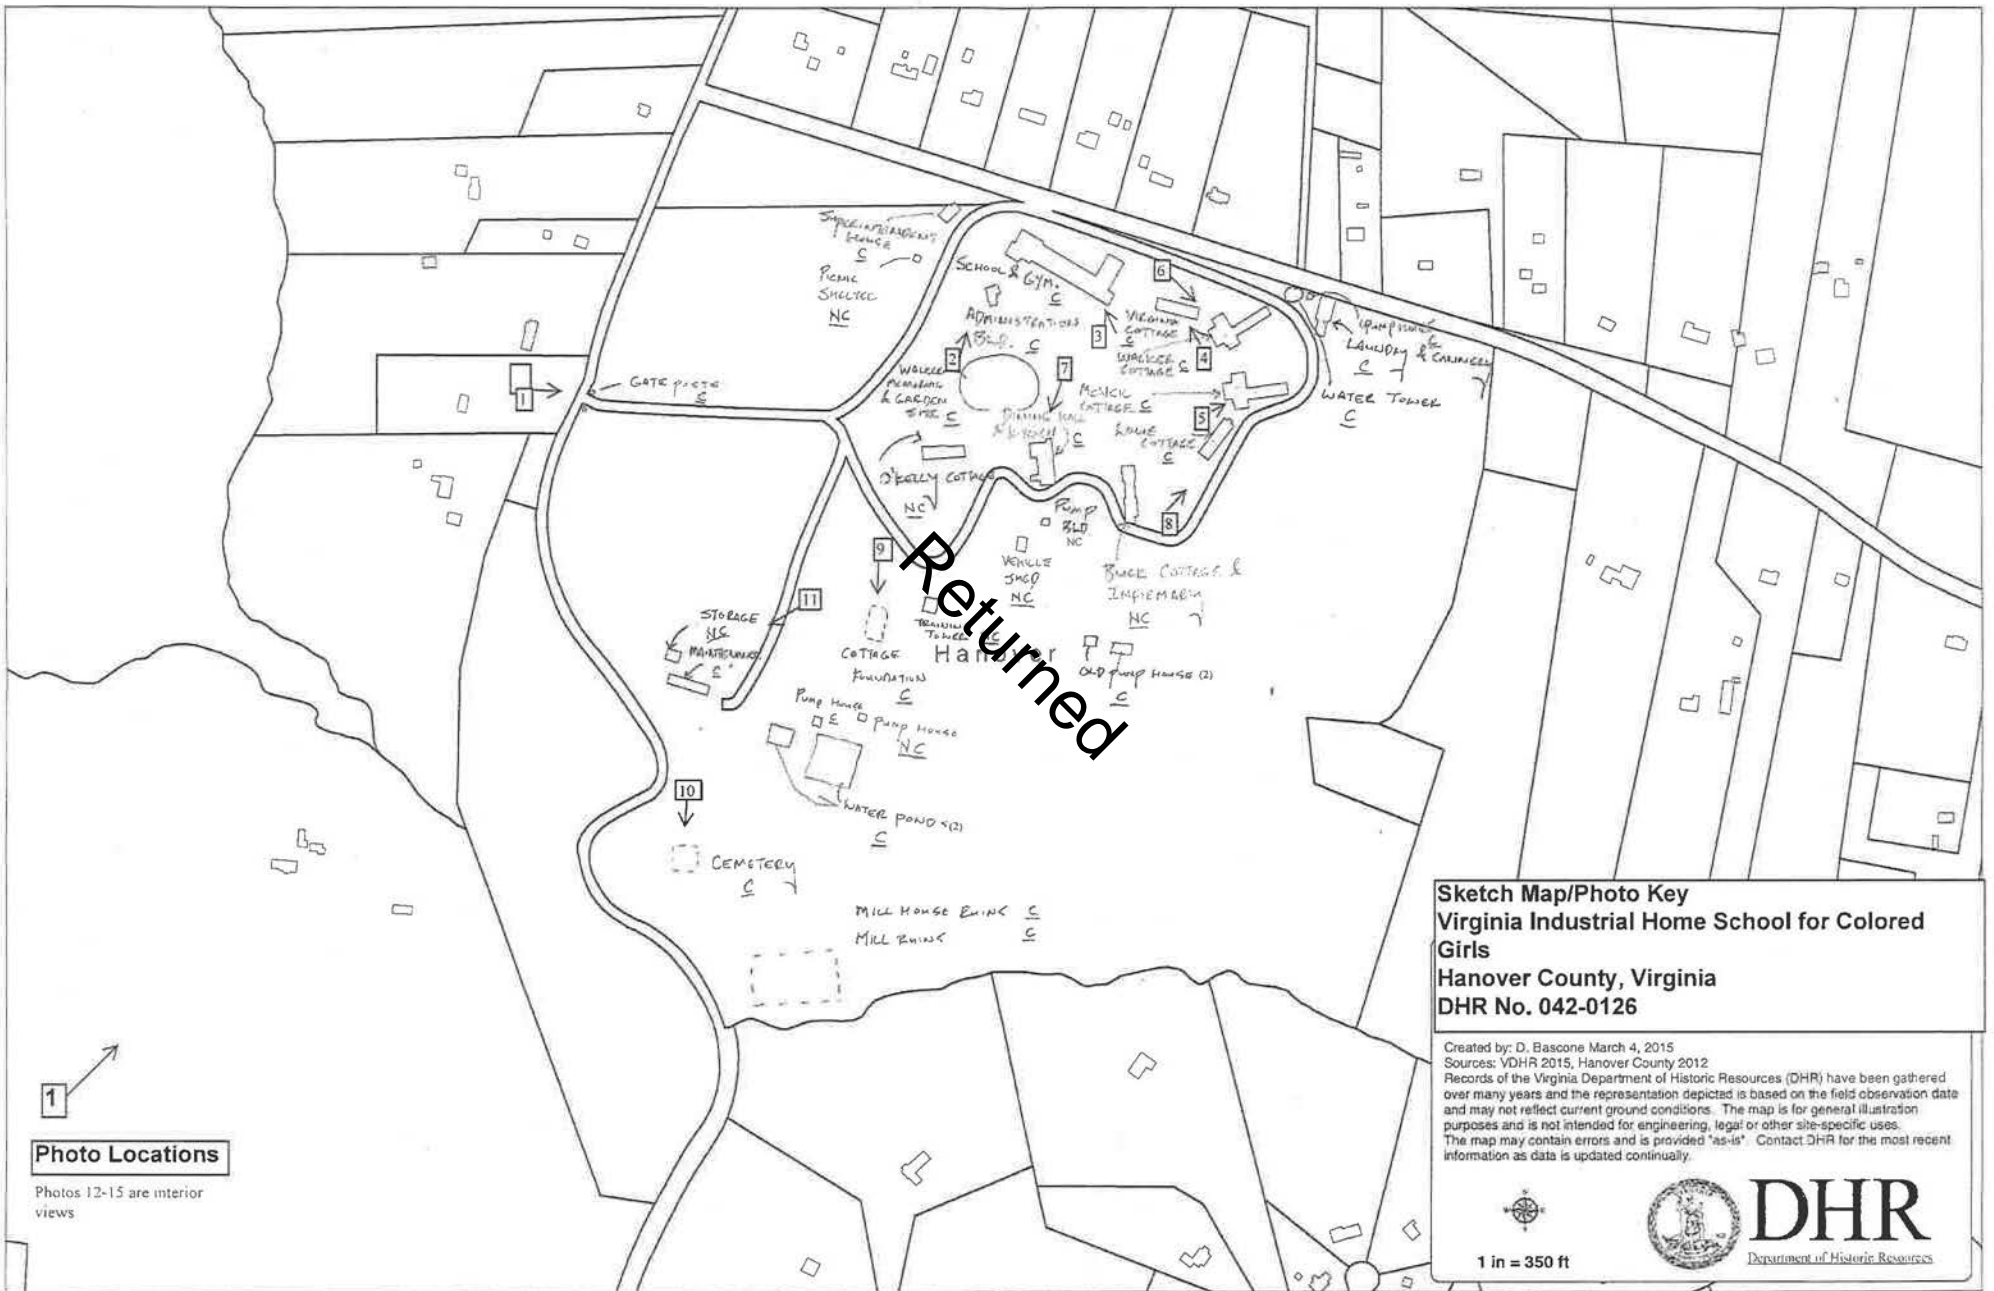 SUPERINTENDENT
HOUSE
C
PICNIC
SHELTER
NC
SCHOOL & GYM.
C
ADMINISTRATION
BLD. C
6
3
VIRGINIA
COTTAGE
C
WALKER
COTTAGE C
4
2
7
WALKER
MEMORIAL
& GARDEN
SITE C
1
GATE POSTS
C
LAUNDRY & CANNERY
C
WATER TOWER
C
COTTAGE C
5
COTTAGE
C
DINING HALL
& KITCHEN
C
O'KELLY COTTAGE
NC
PUMP
BLD.
NC
8
9
VEHICLE
SHED
NC
COTTAGE &
INFIRMARY
NC
11
STORAGE
NC
MAINTENANCE
C
TRAINING
TOWER NC
COTTAGE
FOUNDATION
C
Hanover
Returned
OLD PUMP HOUSE (2)
C
PUMP HOUSE
C
PUMP HOUSE
NC
10
WATER PONDS (2)
C
CEMETERY
C
MILL HOUSE RUINS C
MILL RUINS C
1
Photo Locations
Photos 12-15 are interior
views
Sketch Map/Photo Key
Virginia Industrial Home School for Colored
Girls
Hanover County, Virginia
DHR No. 042-0126
Created by: D. Bascone March 4, 2015
Sources: VDHR 2015, Hanover County 2012
Records of the Virginia Department of Historic Resources (DHR) have been gathered
over many years and the representation depicted is based on the field observation date
and may not reflect current ground conditions. The map is for general illustration
purposes and is not intended for engineering, legal or other site-specific uses.
The map may contain errors and is provided "as-is". Contact DHR for the most recent
information as data is updated continually.
N
W E
S
1 in = 350 ft
DHR
Department of Historic Resources